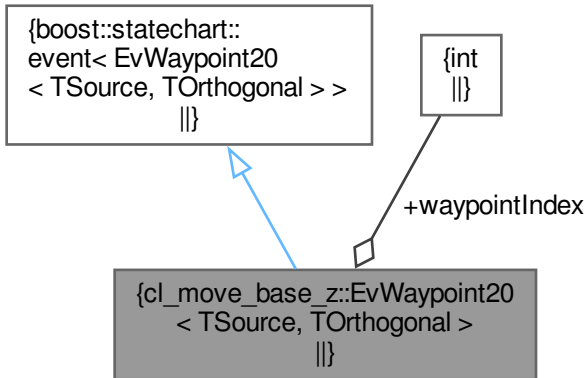 {boost::statechart::
event< EvWaypoint20
< TSource, TOrthogonal > >
||}
{int
||}
+waypointIndex
{cl_move_base_z::EvWaypoint20
< TSource, TOrthogonal >
||}